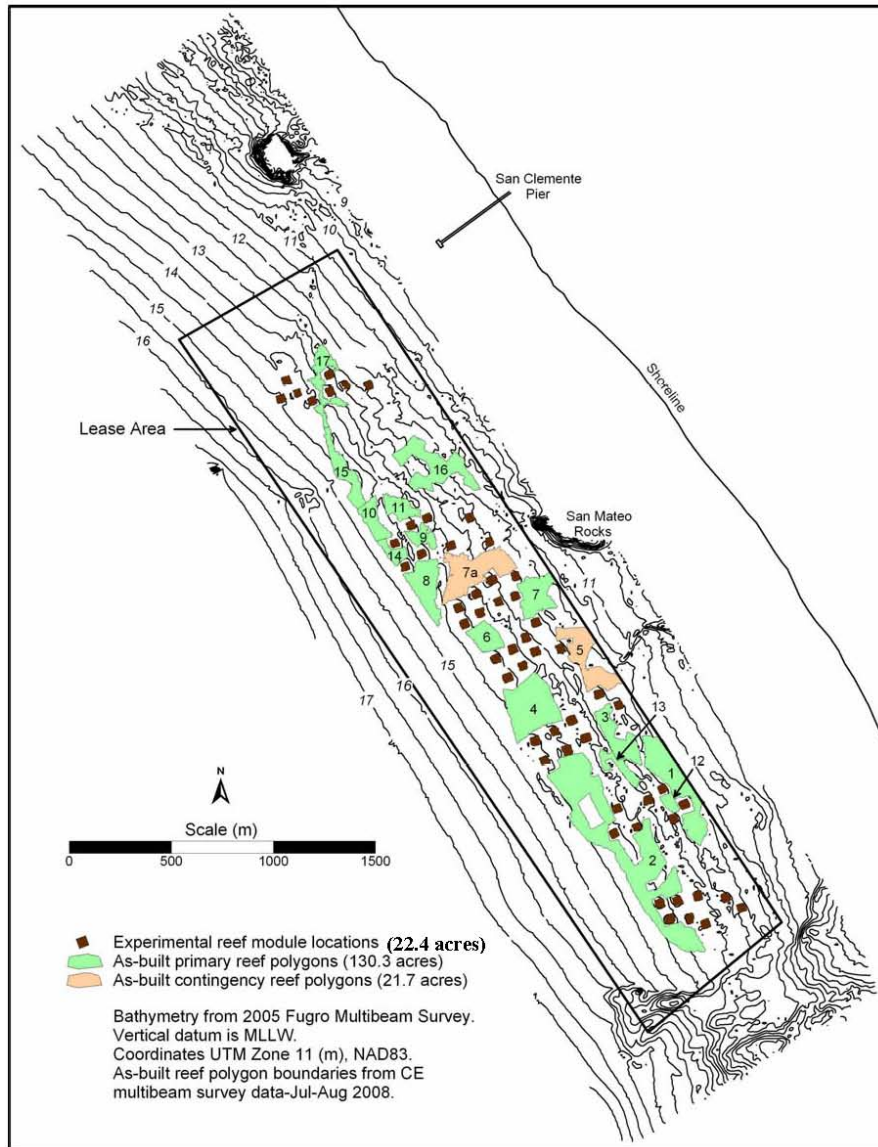 San Clemente
Pier
9
10
9
10
11
12
13
14
15
16
Shoreline
Lease Area
17
16
15
11
10
9
14
8
7a
San Mateo
Rocks
11
7
6
5
15
16
17
4
3
13
1
12
2
N
Scale (m)
0 500 1000 1500
Experimental reef module locations (22.4 acres)
As-built primary reef polygons (130.3 acres)
As-built contingency reef polygons (21.7 acres)
Bathymetry from 2005 Fugro Multibeam Survey.
Vertical datum is MLLW.
Coordinates UTM Zone 11 (m), NAD83.
As-built reef polygon boundaries from CE
multibeam survey data-Jul-Aug 2008.